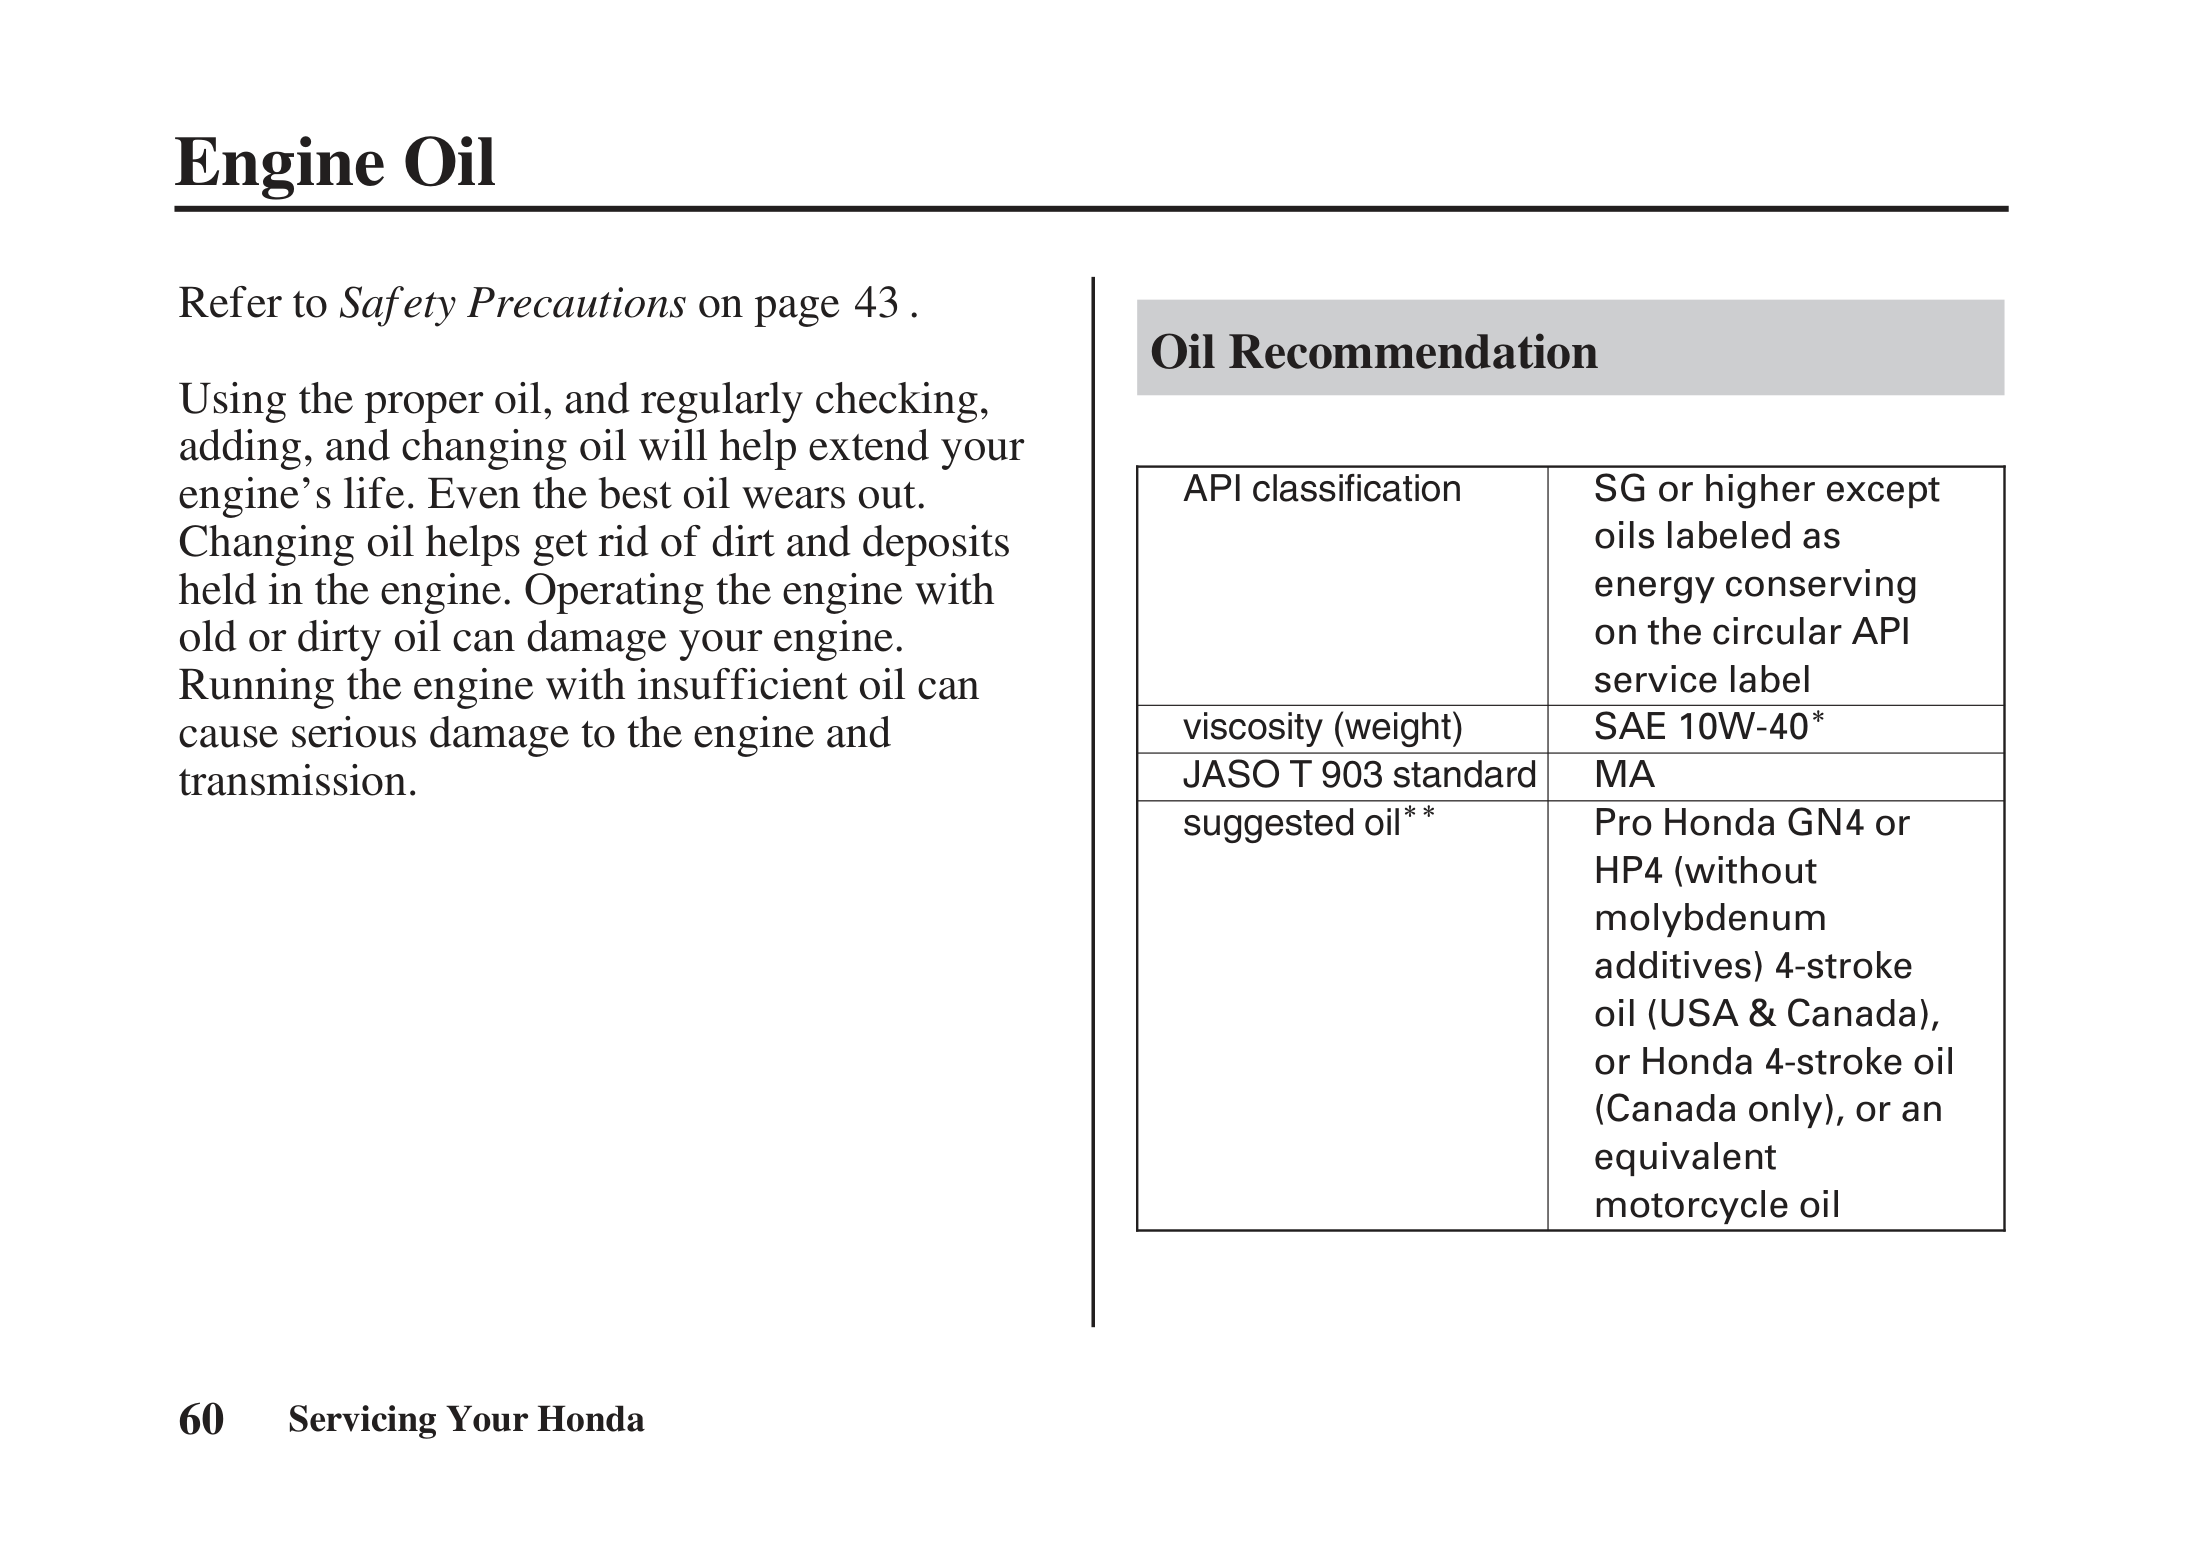 Engine Oil
Refer to Safety Precautions on page 43 .
Using the proper oil, and regularly checking,
adding, and changing oil will help extend your
engine’s life. Even the best oil wears out.
Changing oil helps get rid of dirt and deposits
held in the engine. Operating the engine with
old or dirty oil can damage your engine.
Running the engine with insufficient oil can
cause serious damage to the engine and
transmission.
Oil Recommendation
API classification
SG or higher except
oils labeled as
energy conserving
on the circular API
service label
viscosity (weight)
SAE 10W-40*
JASO T 903 standard
MA
suggested oil**
Pro Honda GN4 or
HP4 (without
molybdenum
additives) 4-stroke
oil (USA & Canada),
or Honda 4-stroke oil
(Canada only), or an
equivalent
motorcycle oil
60 Servicing Your Honda